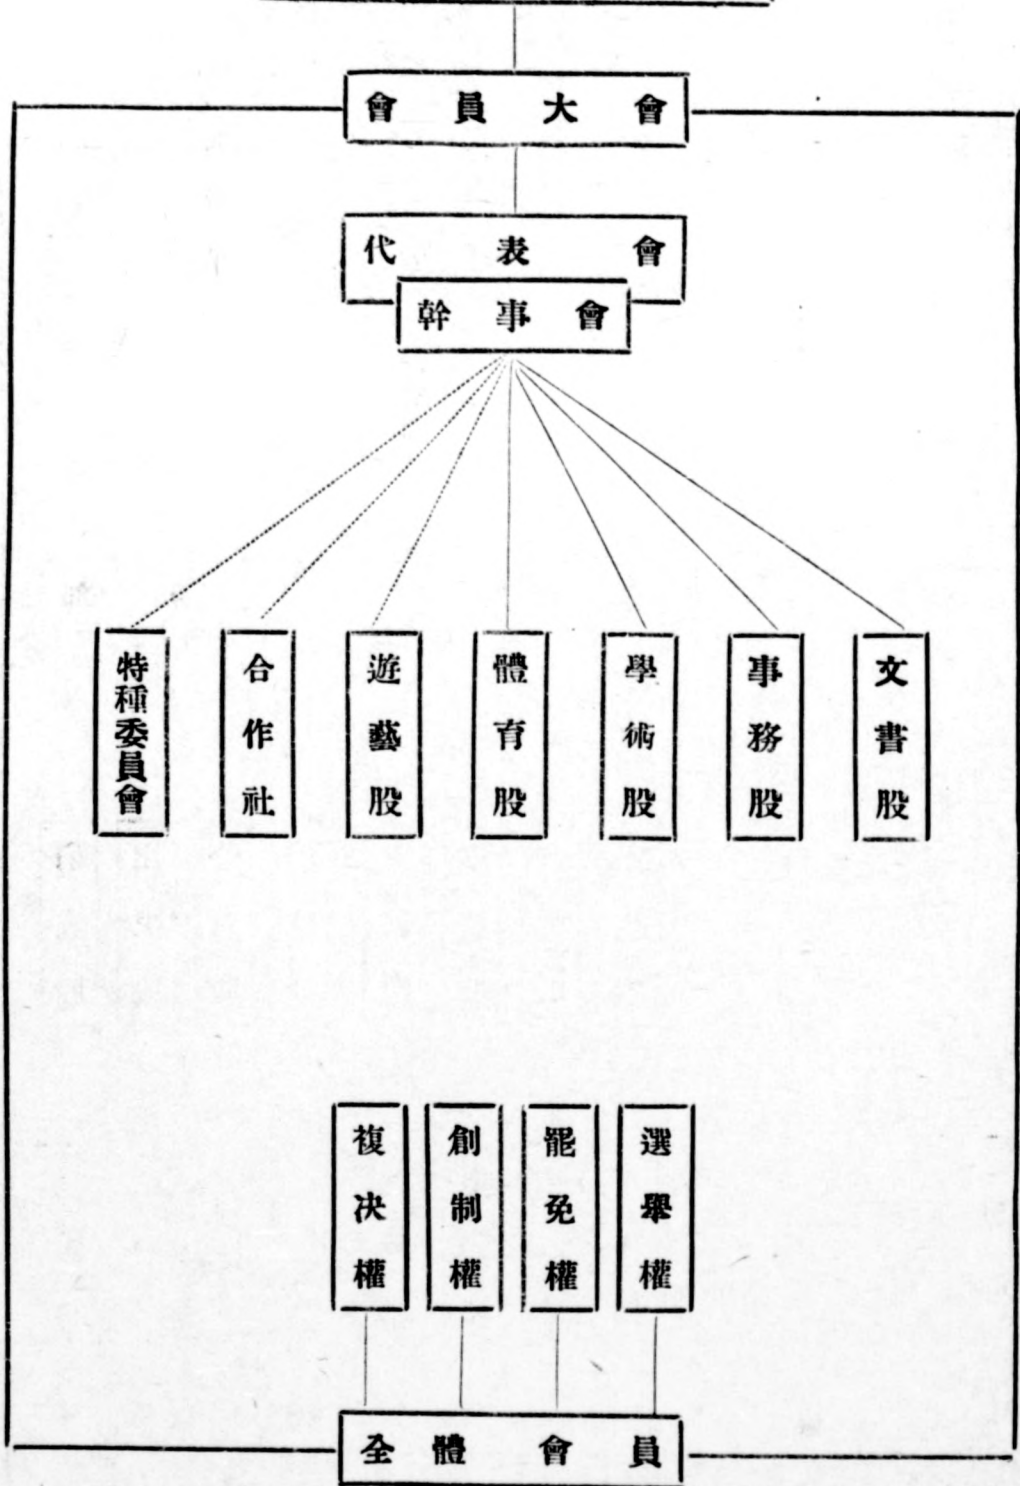 會員大會
代表會
幹事會
文書股
事務股
學術股
體育股
遊藝股
合作社
特種委員會
選舉權
罷免權
創制權
複决權
全體會員